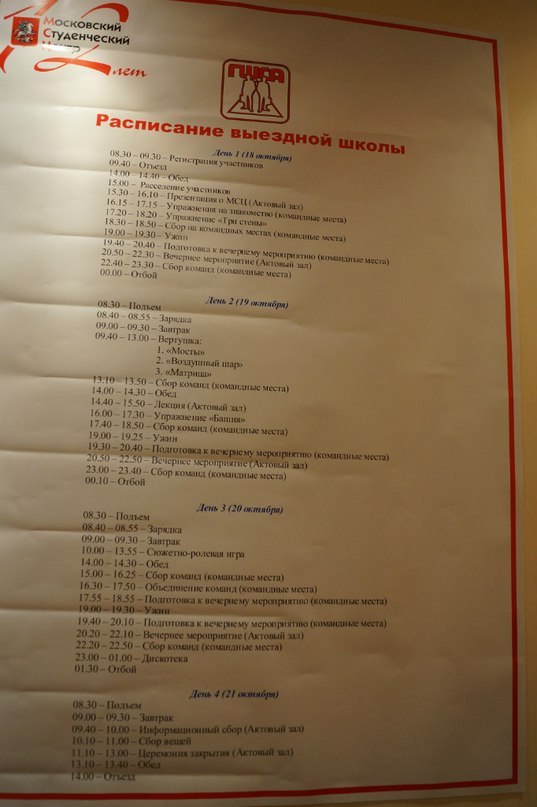 12 лет
Московский
Студенческий
Центр
ГШСА
Расписание выездной школы
День 1 (18 октября)
08.30 – 09.30 – Регистрация участников
09.40 – Отъезд
14.00 – 14.40 – Обед
15.00 – Расселение участников
15.30 – 16.10 – Презентация о МСЦ (Актовый зал)
16.15 – 17.15 – Упражнения на знакомство (командные места)
17.20 – 18.20 – Упражнение «Три стены»
18.30 – 18.50 – Сбор на командных местах (командные места)
19.00 – 19.30 – Ужин
19.40 – 20.40 – Подготовка к вечернему мероприятию (командные места)
20.50 – 22.30 – Вечернее мероприятие (Актовый зал)
22.40 – 23.30 – Сбор команд (командные места)
00.00 – Отбой
День 2 (19 октября)
08.30 – Подъем
08.40 – 08.55 – Зарядка
09.00 – 09.30 – Завтрак
09.40 – 13.00 – Вертушка:
1. «Мосты»
2. «Воздушный шар»
3. «Матрица»
13.10 – 13.50 – Сбор команд (командные места)
14.00 – 14.30 – Обед
14.40 – 15.50 – Лекция (Актовый зал)
16.00 – 17.30 – Упражнение «Башня»
17.40 – 18.50 – Сбор команд (командные места)
19.00 – 19.25 – Ужин
19.30 – 20.40 – Подготовка к вечернему мероприятию (командные места)
20.50 – 22.50 – Вечернее мероприятие (Актовый зал)
23.00 – 23.40 – Сбор команд (командные места)
00.10 – Отбой
День 3 (20 октября)
08.30 – Подъем
08.40 – 08.55 – Зарядка
09.00 – 09.30 – Завтрак
10.00 – 13.55 – Сюжетно-ролевая игра
14.00 – 14.30 – Обед
15.00 – 16.25 – Сбор команд (командные места)
16.30 – 17.50 – Объединение команд (командные места)
17.55 – 18.55 – Подготовка к вечернему мероприятию (командные места)
19.00 – 19.30 – Ужин
19.40 – 20.10 – Подготовка к вечернему мероприятию (командные места)
20.20 – 22.10 – Вечернее мероприятие (Актовый зал)
22.20 – 22.50 – Сбор команд (командные места)
23.00 – 01.00 – Дискотека
01.30 – Отбой
День 4 (21 октября)
08.30 – Подъем
09.00 – 09.30 – Завтрак
09.40 – 10.00 – Информационный сбор (Актовый зал)
10.10 – 11.00 – Сбор вещей
11.10 – 13.00 – Церемония закрытия (Актовый зал)
13.10 – 13.40 – Обед
14.00 – Отъезд